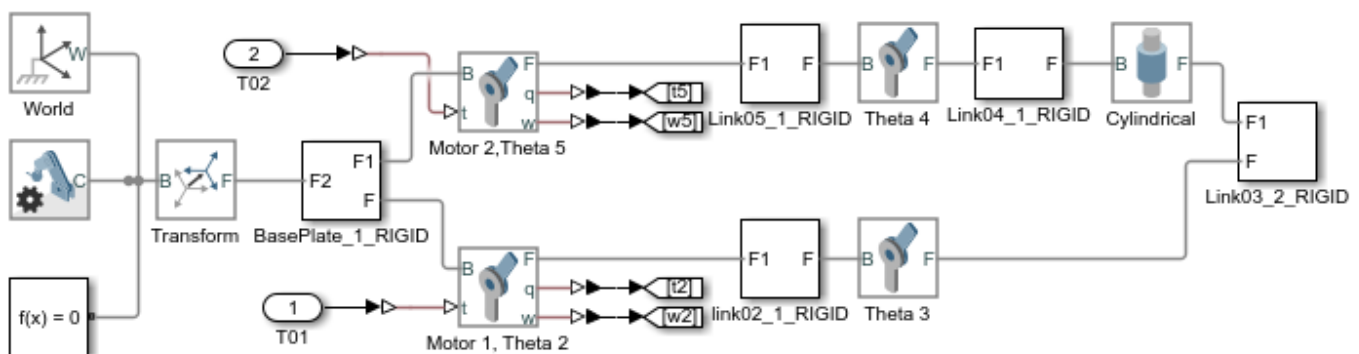 W
World
C
f(x) = 0
B
F
Transform
F2
F1
F
BasePlate_1_RIGID
2
T02
B
t
F
q
w
Motor 2,Theta 5
[t5]
[w5]
F1
F
Link05_1_RIGID
B
F
Theta 4
F1
F
Link04_1_RIGID
B
F
Cylindrical
F1
F
Link03_2_RIGID
1
T01
B
t
F
q
w
Motor 1, Theta 2
[t2]
[w2]
F1
F
link02_1_RIGID
B
F
Theta 3